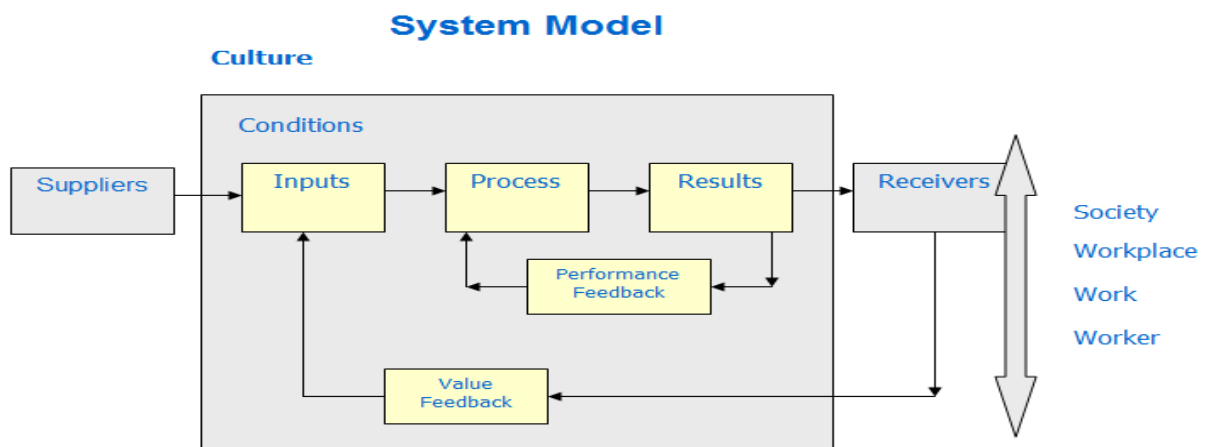 System Model
Culture
Conditions
Suppliers
Inputs
Process
Results
Receivers
Society
Workplace
Work
Worker
Performance
Feedback
Value
Feedback